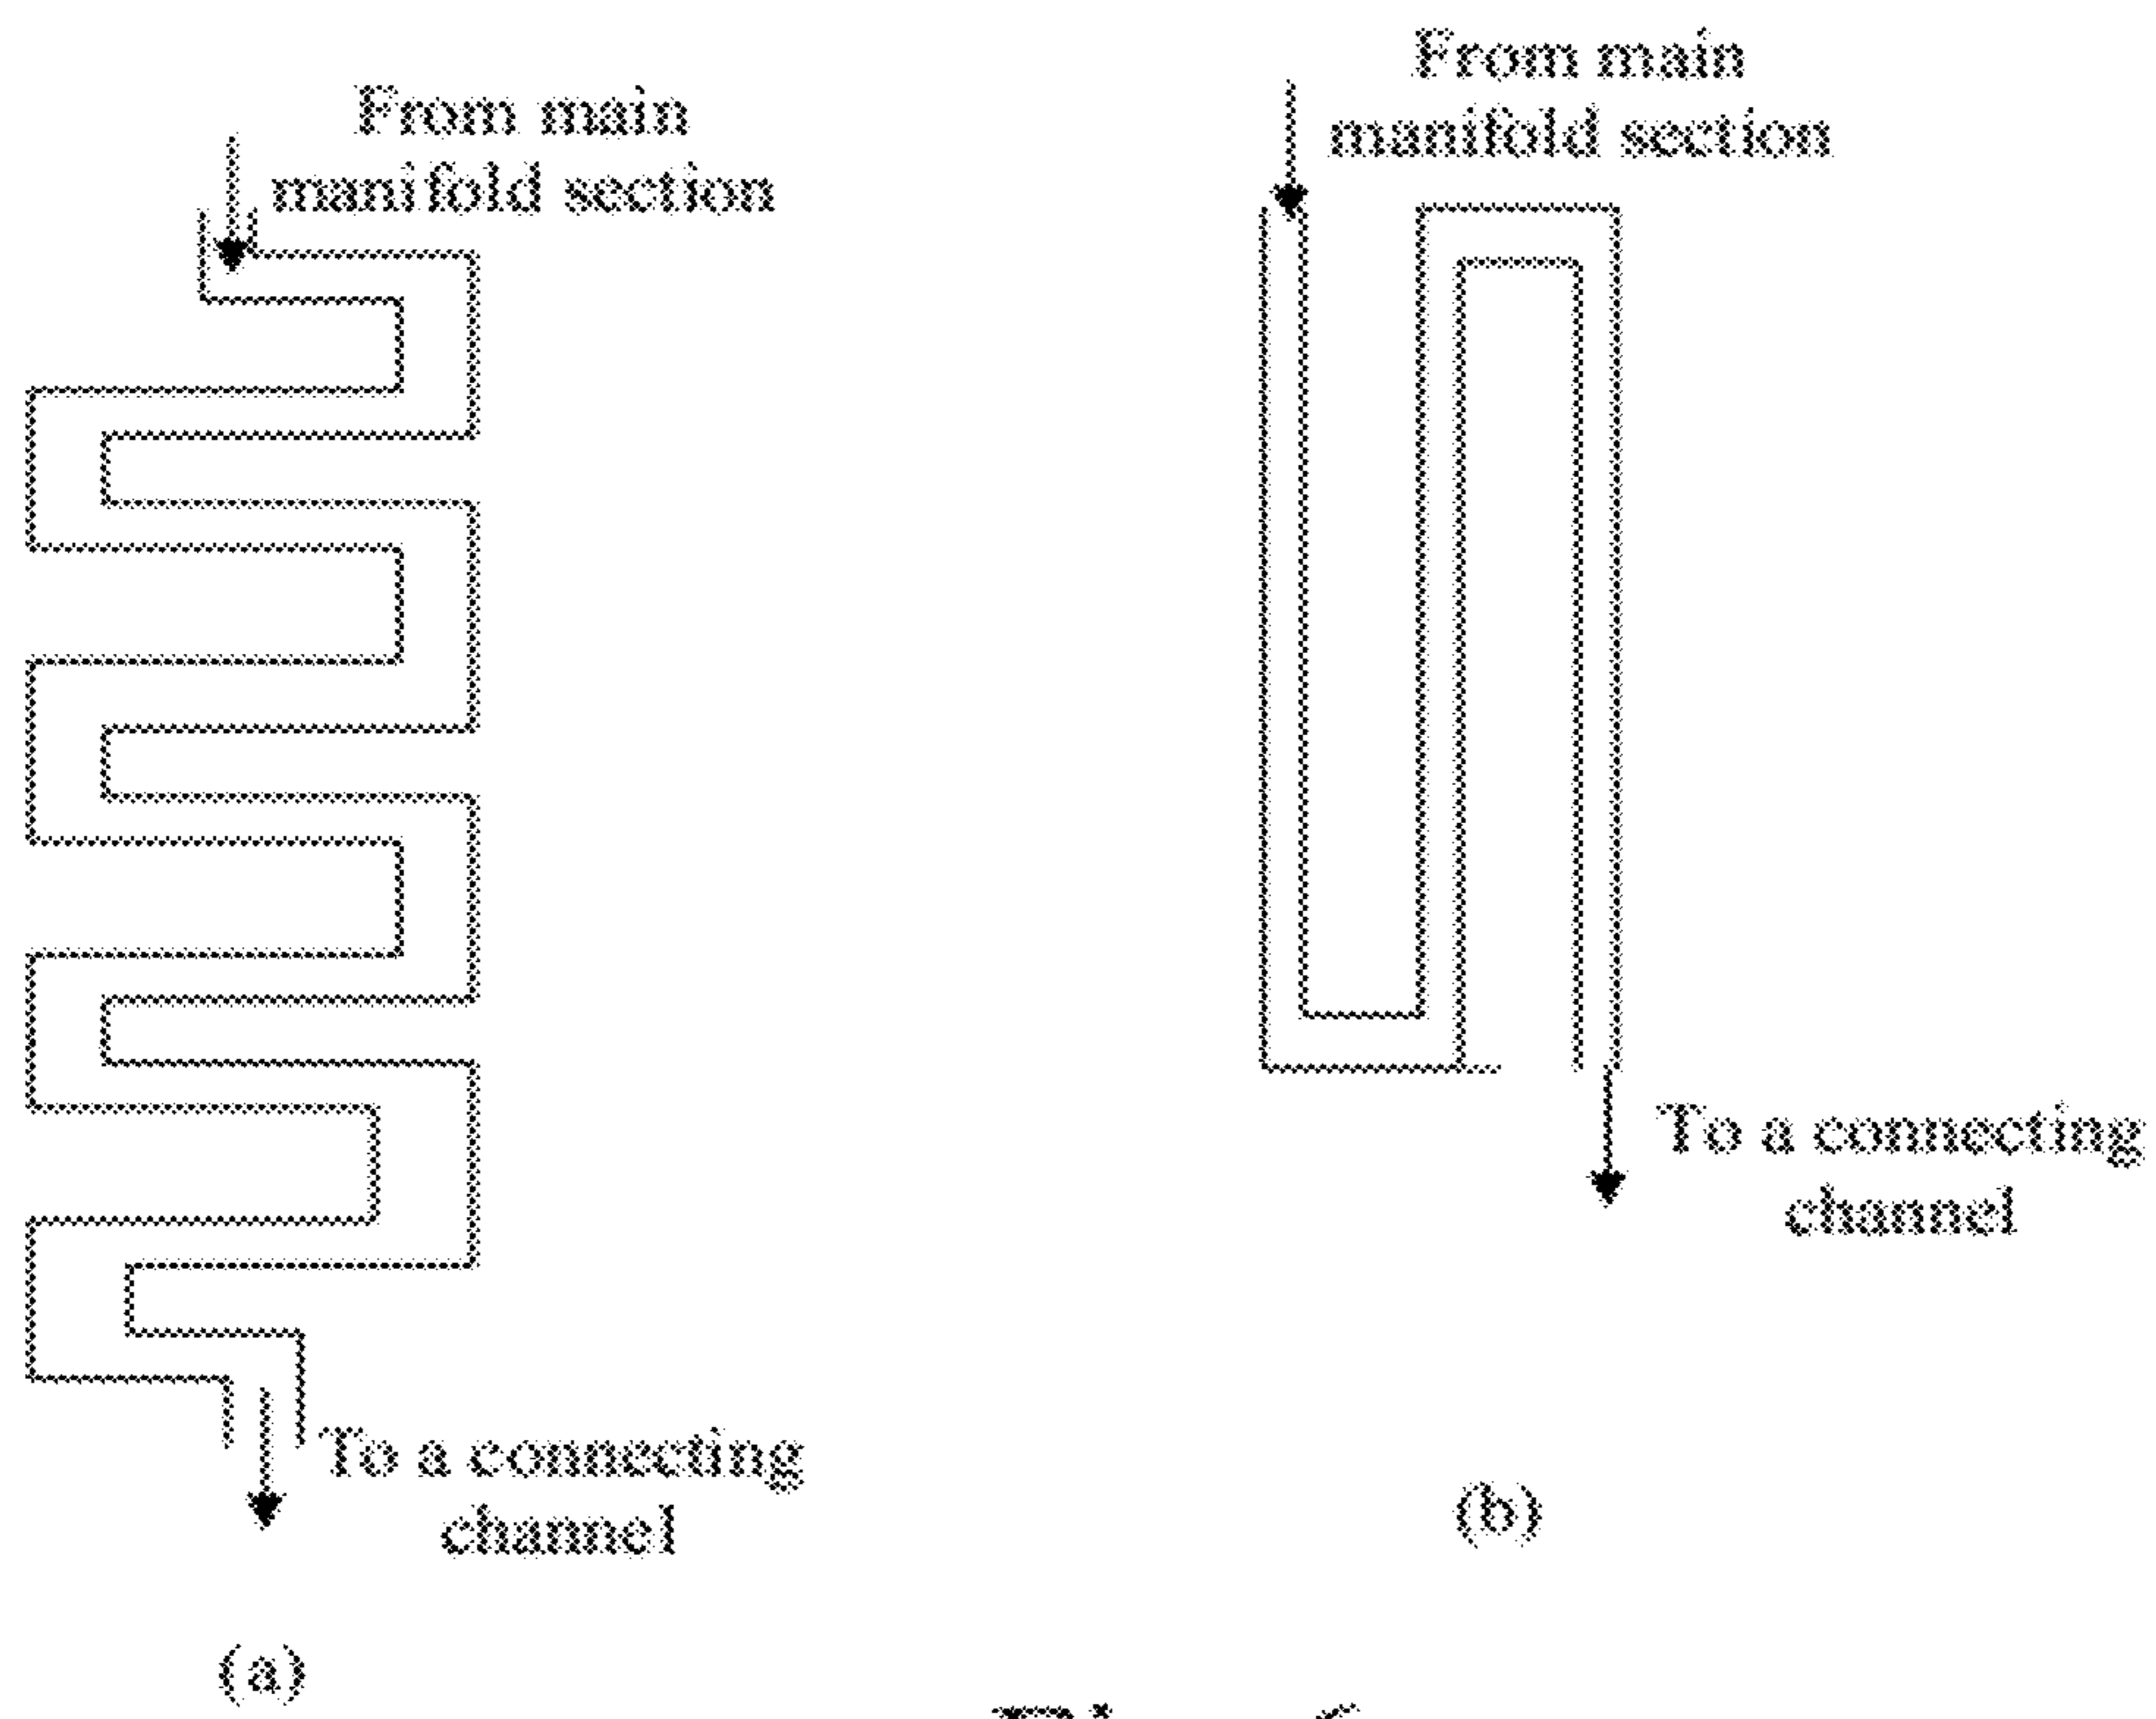 From main
manifold section
To a connecting
channel
(a)
From main
manifold section
To a connecting
channel
(b)